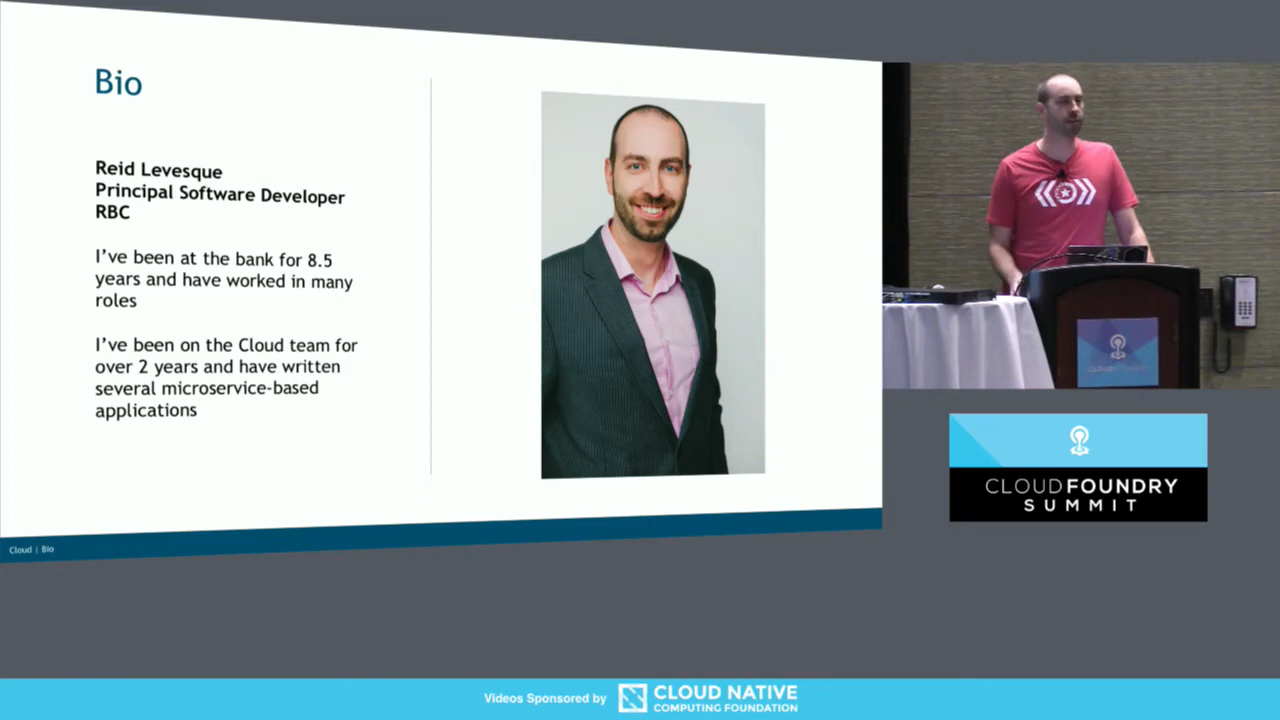 Bio
Reid Levesque
Principal Software Developer
RBC
I've been at the bank for 8.5
years and have worked in many
roles
I've been on the Cloud team for
over 2 years and have written
several microservice-based
applications
Cloud | Bio
CLOUD FOUNDRY
CLOUDFOUNDRY
SUMMIT
Videos Sponsored by
CLOUD NATIVE
COMPUTING FOUNDATION